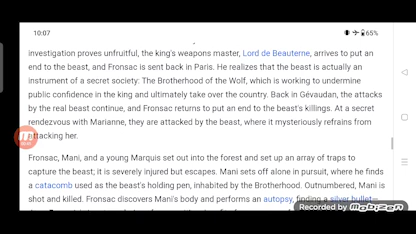 10:07
65%
investigation proves unfruitful, the king's weapons master, Lord de Beauterne, arrives to put an
end to the beast, and Fronsac is sent back in Paris. He realizes that the beast is actually an
instrument of a secret society: The Brotherhood of the Wolf, which is working to undermine
public confidence in the king and ultimately take over the country. Back in Gévaudan, the attacks
by the real beast continue, and Fronsac returns to put an end to the beast's killings. At a secret
rendezvous with Marianne, they are attacked by the beast, where it mysteriously refrains from
attacking her.
Fronsac, Mani, and a young Marquis set out into the forest and set up an array of traps to
capture the beast; it is severely injured but escapes. Mani sets off alone in pursuit, where he finds
a catacomb used as the beast's holding pen, inhabited by the Brotherhood. Outnumbered, Mani is
shot and killed. Fronsac discovers Mani's body and performs an autopsy, finding a silver bullet—
Recorded by mobizen